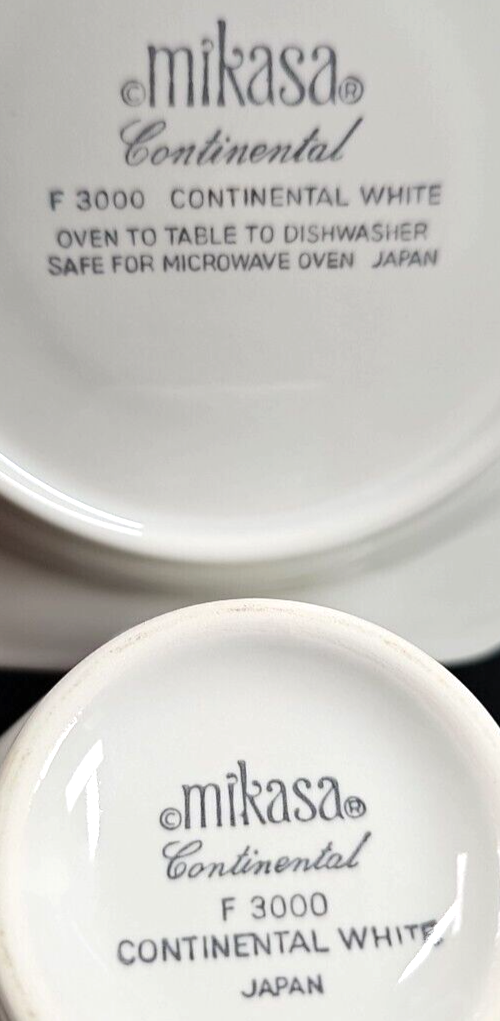 ©mikasa®
Continental
F 3000 CONTINENTAL WHITE
OVEN TO TABLE TO DISHWASHER
SAFE FOR MICROWAVE OVEN JAPAN
©mikasa®
Continental
F 3000
CONTINENTAL WHITE
JAPAN